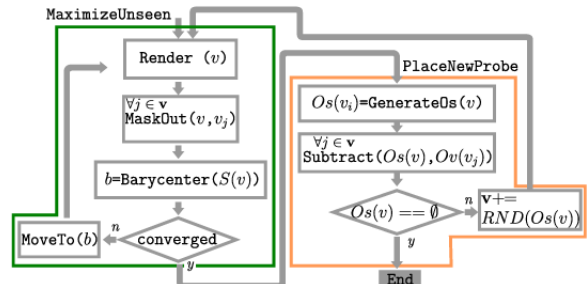 MaximizeUnseen
Render (v)
∀j ∈ v
MaskOut(v,vj)
b=Barycenter(S(v))
converged
n
MoveTo(b)
y
PlaceNewProbe
Os(vi)=GenerateOs(v)
∀j ∈ v
Subtract(Os(v),Ov(vj))
Os(v) == ∅
n
v+=
RND(Os(v))
y
End